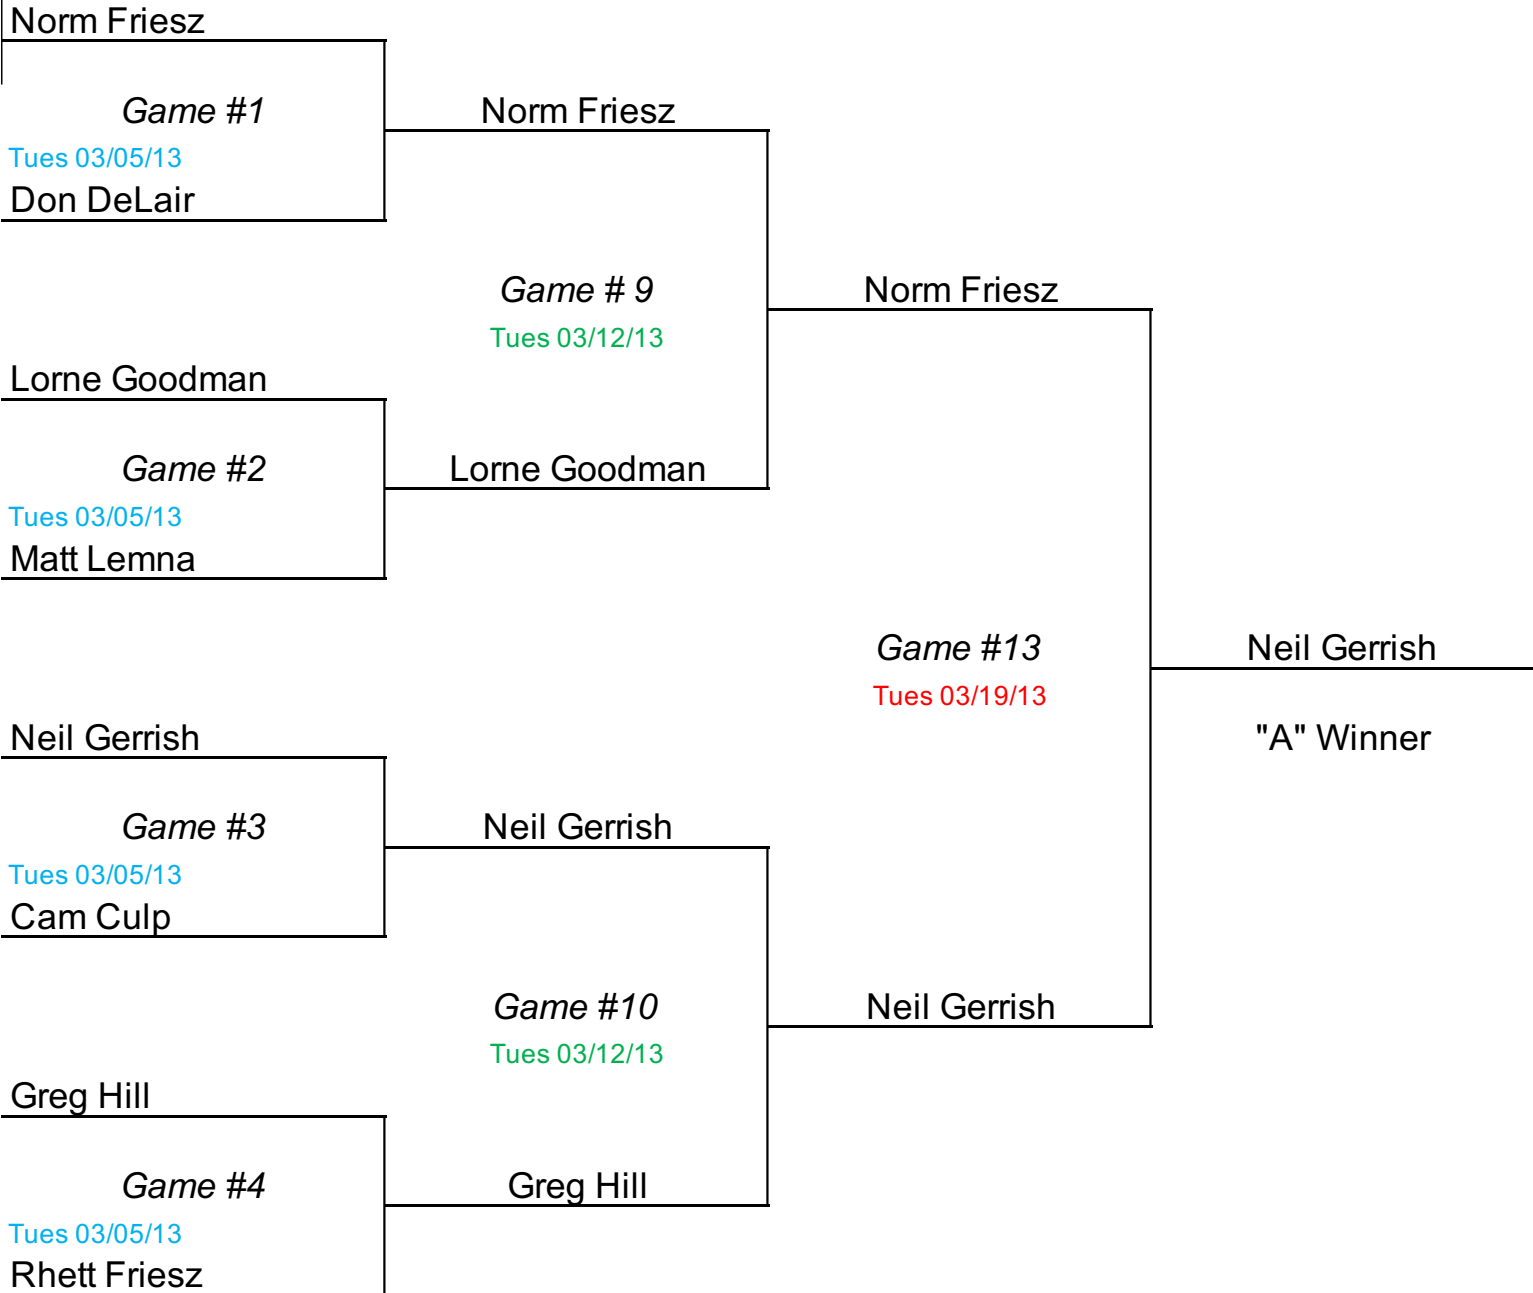 Norm Friesz
Game #1
Norm Friesz
Tues 03/05/13
Don DeLair
Game # 9
Norm Friesz
Tues 03/12/13
Lorne Goodman
Game #2
Lorne Goodman
Tues 03/05/13
Matt Lemna
Game #13
Neil Gerrish
Tues 03/19/13
Neil Gerrish
"A" Winner
Game #3
Neil Gerrish
Tues 03/05/13
Cam Culp
Game #10
Neil Gerrish
Tues 03/12/13
Greg Hill
Game #4
Greg Hill
Tues 03/05/13
Rhett Friesz